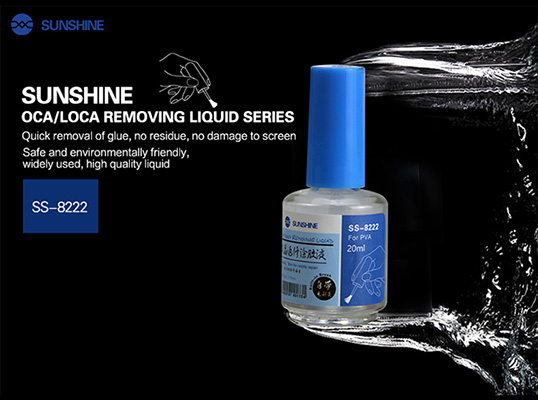 SUNSHINE
SUNSHINE
OCA/LOCA REMOVING LIQUID SERIES
Quick removal of glue, no residue, no damage to screen
Safe and environmentally friendly,
widely used, high quality liquid
SS-8222
SUNSHINE
SS-8222
For PVA
20ml